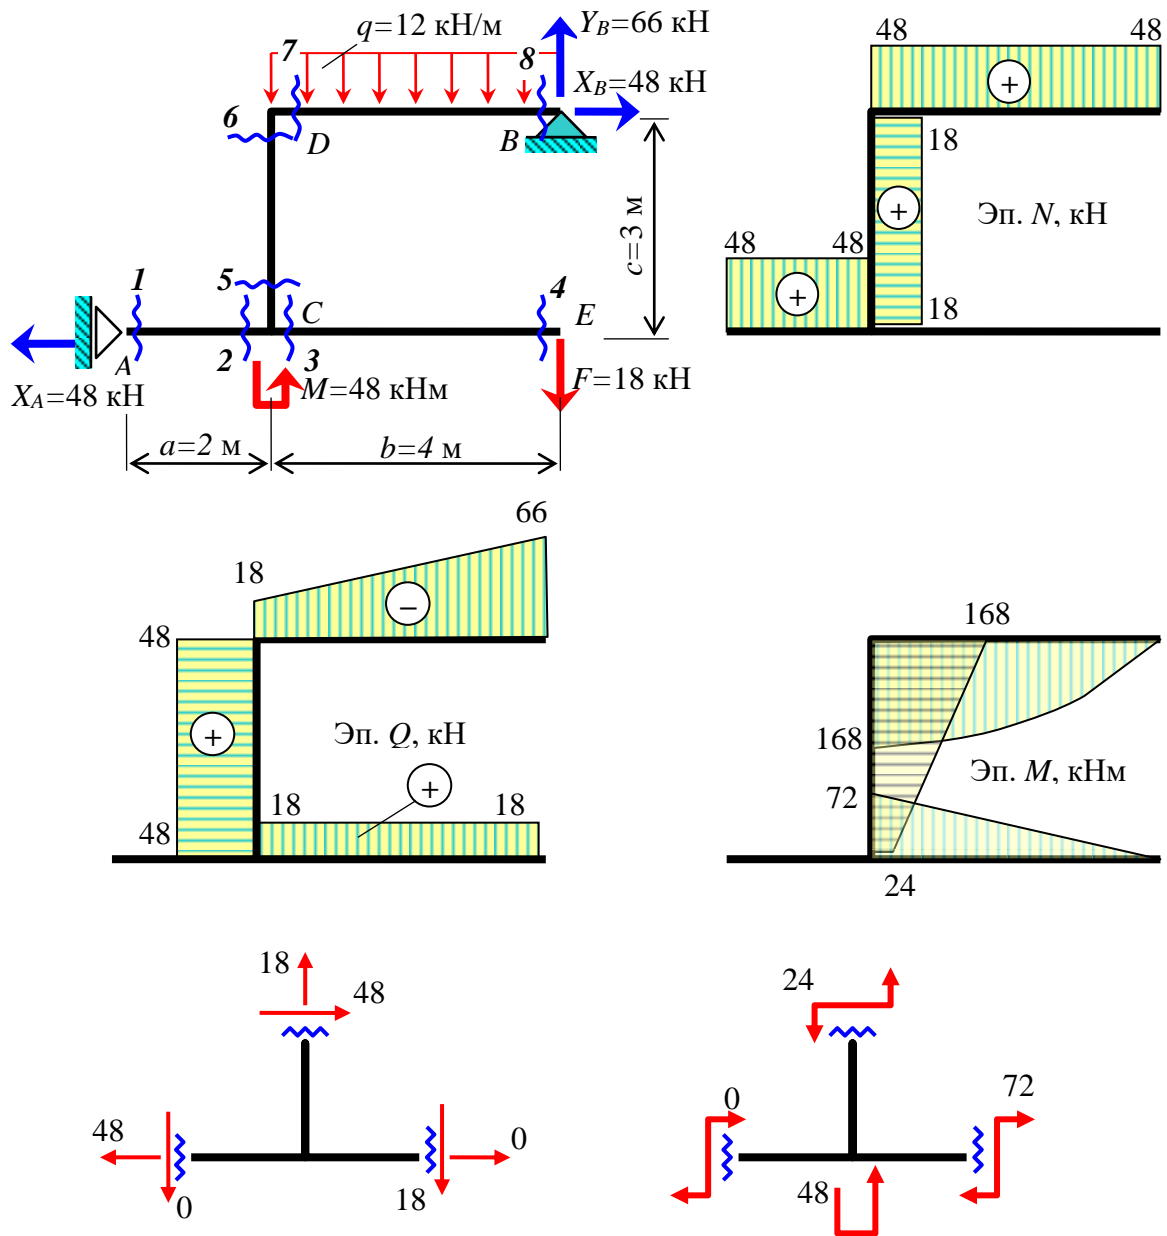 q=12 кН/м
Y_B=66 кН
7
8
X_B=48 кН
6
D
B
c=3 м
1
5
C
4
E
A
2
3
X_A=48 кН
M=48 кНм
F=18 кН
a=2 м
b=4 м
48
48
+
18
+
Эп. N, кН
48
48
+
18
66
18
–
48
+
Эп. Q, кН
+
48
18
18
168
168
Эп. M, кНм
72
24
18
48
48
0
0
18
24
0
72
48